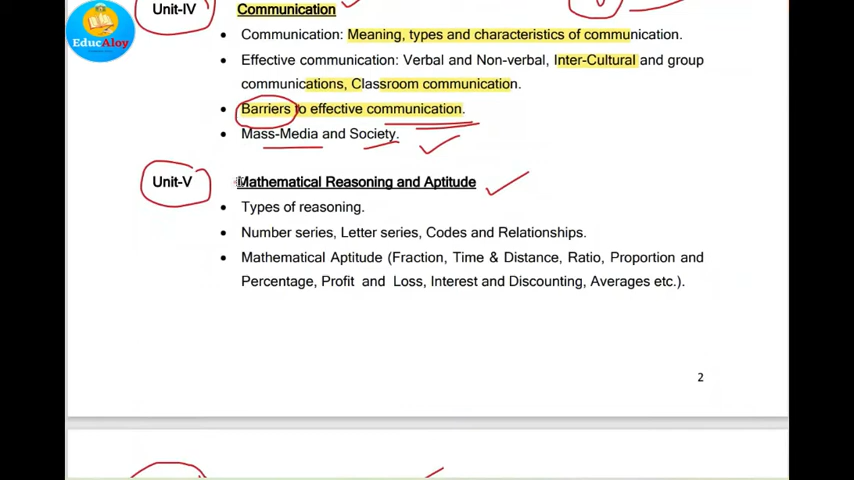 Unit-IV Communication
EducAloy
• Communication: Meaning, types and characteristics of communication.
• Effective communication: Verbal and Non-verbal, Inter-Cultural and group
communications, Classroom communication.
• Barriers to effective communication.
• Mass-Media and Society.
Unit-V Mathematical Reasoning and Aptitude
• Types of reasoning.
• Number series, Letter series, Codes and Relationships.
• Mathematical Aptitude (Fraction, Time & Distance, Ratio, Proportion and
Percentage, Profit and Loss, Interest and Discounting, Averages etc.).
2